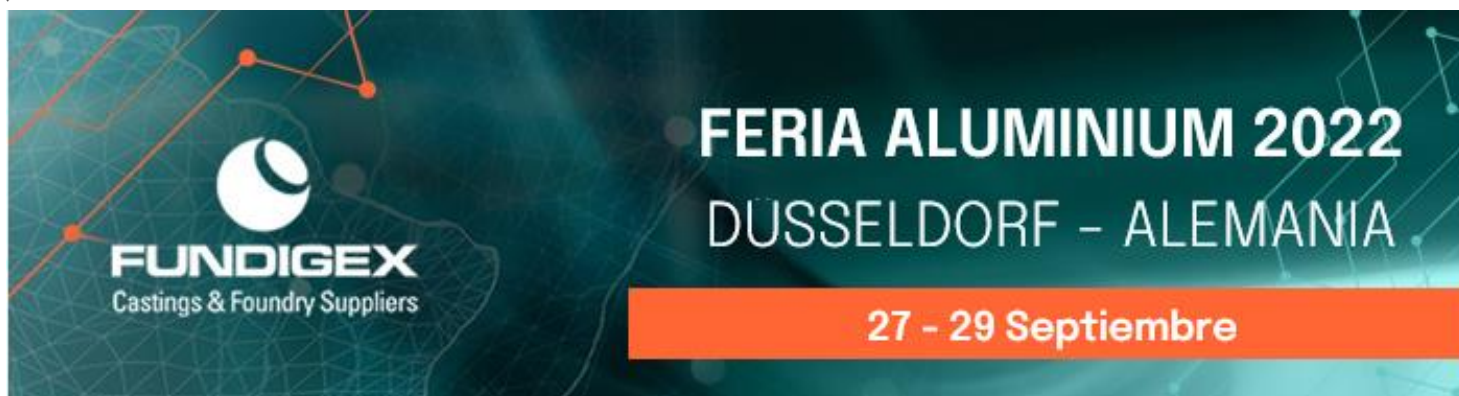 FUNDIGEX
Castings & Foundry Suppliers
FERIA ALUMINIUM 2022
DÜSSELDORF - ALEMANIA
27 - 29 Septiembre